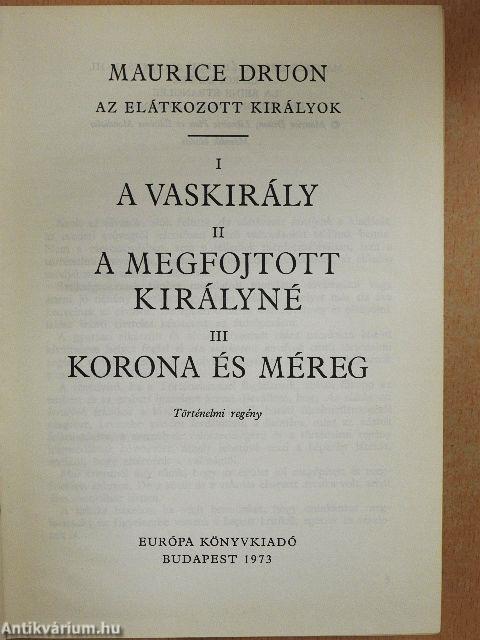 MAURICE DRUON
AZ ELÁTKOZOTT KIRÁLYOK
I
A VASKIRÁLY
II
A MEGFOJTOTT
KIRÁLYNÉ
III
KORONA ÉS MÉREG
Történelmi regény
EURÓPA KÖNYVKIADÓ
BUDAPEST 1973
Antikvárium.hu